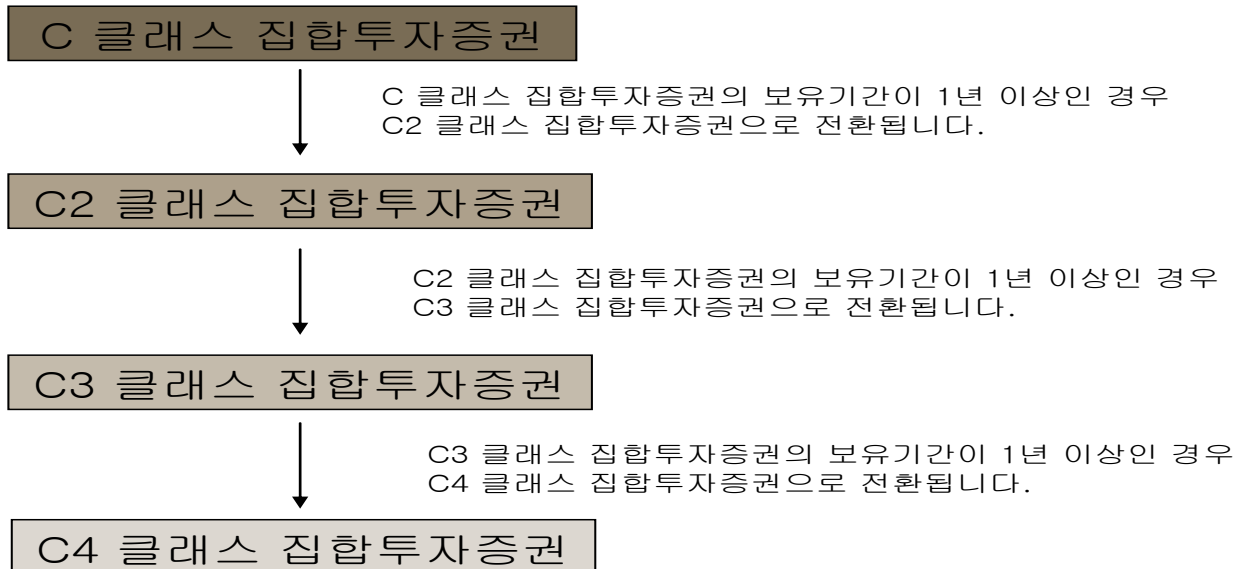 C 클래스 집합투자증권
C 클래스 집합투자증권의 보유기간이 1년 이상인 경우
C2 클래스 집합투자증권으로 전환됩니다.
C2 클래스 집합투자증권
C2 클래스 집합투자증권의 보유기간이 1년 이상인 경우
C3 클래스 집합투자증권으로 전환됩니다.
C3 클래스 집합투자증권
C3 클래스 집합투자증권의 보유기간이 1년 이상인 경우
C4 클래스 집합투자증권으로 전환됩니다.
C4 클래스 집합투자증권